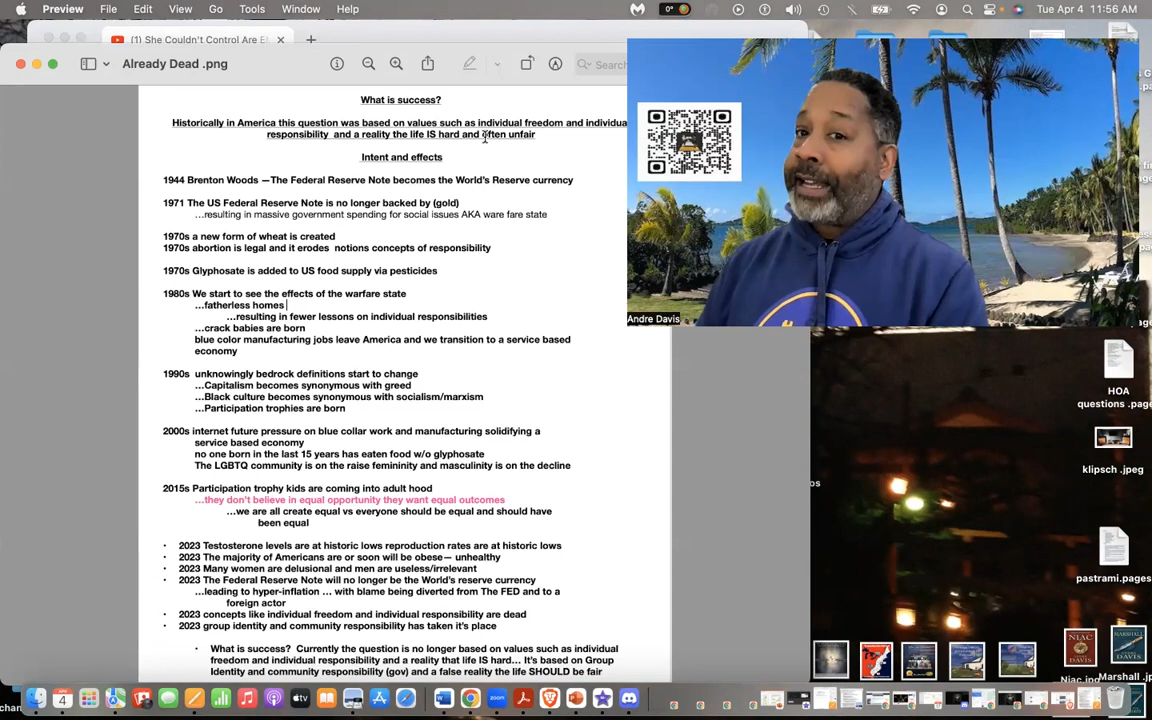 Preview File Edit View Go Tools Window Help 0° Tue Apr 4 11:56 AM
(1) She Couldn't Control Are E
Already Dead .png
Search
What is success?
Historically in America this question was based on values such as individual freedom and individua
responsibility and a reality the life IS hard and often unfair
Intent and effects
1944 Brenton Woods —The Federal Reserve Note becomes the World's Reserve currency
1971 The US Federal Reserve Note is no longer backed by (gold)
...resulting in massive government spending for social issues AKA ware fare state
1970s a new form of wheat is created
1970s abortion is legal and it erodes notions concepts of responsibility
1970s Glyphosate is added to US food supply via pesticides
1980s We start to see the effects of the warfare state
...fatherless homes
...resulting in fewer lessons on individual responsibilities
...crack babies are born
blue color manufacturing jobs leave America and we transition to a service based
economy
1990s unknowingly bedrock definitions start to change
...Capitalism becomes synonymous with greed
...Black culture becomes synonymous with socialism/marxism
...Participation trophies are born
2000s internet future pressure on blue collar work and manufacturing solidifying a
service based economy
no one born in the last 15 years has eaten food w/o glyphosate
The LGBTQ community is on the raise femininity and masculinity is on the decline
2015s Participation trophy kids are coming into adult hood
...they don't believe in equal opportunity they want equal outcomes
...we are all create equal vs everyone should be equal and should have
been equal
• 2023 Testosterone levels are at historic lows reproduction rates are at historic lows
• 2023 The majority of Americans are or soon will be obese— unhealthy
• 2023 Many women are delusional and men are useless/irrelevant
• 2023 The Federal Reserve Note will no longer be the World's reserve currency
...leading to hyper-inflation ... with blame being diverted from The FED and to a
foreign actor
• 2023 concepts like individual freedom and individual responsibility are dead
• 2023 group identity and community responsibility has taken it's place
• What is success? Currently the question is no longer based on values such as individual
freedom and individual responsibility and a reality that life IS hard... It's based on Group
Identity and community responsibility (gov) and a false reality the life SHOULD be fair
Andre Davis
HOA
questions .pages
klipsch .jpeg
pastrami.pages
NIAC
DAVIS
MARSHALL
DAVIS
Niac.jpg
Marshall .j
tv